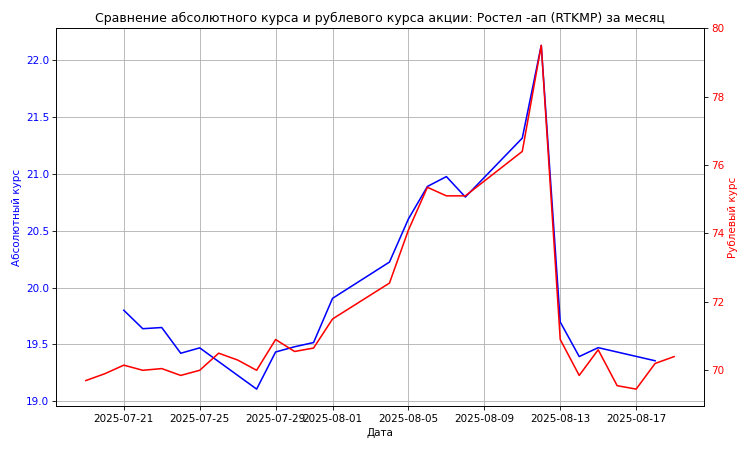 Сравнение абсолютного курса и рублевого курса акции: Ростел -ап (RTKMP) за месяц
80
22.0
78
21.5
76
21.0
Абсолютный курс
Рублевый курс
20.5
74
20.0
72
19.5
70
19.0
2025-07-21 2025-07-25 2025-07-29 2025-08-01 2025-08-05 2025-08-09 2025-08-13 2025-08-17
Дата